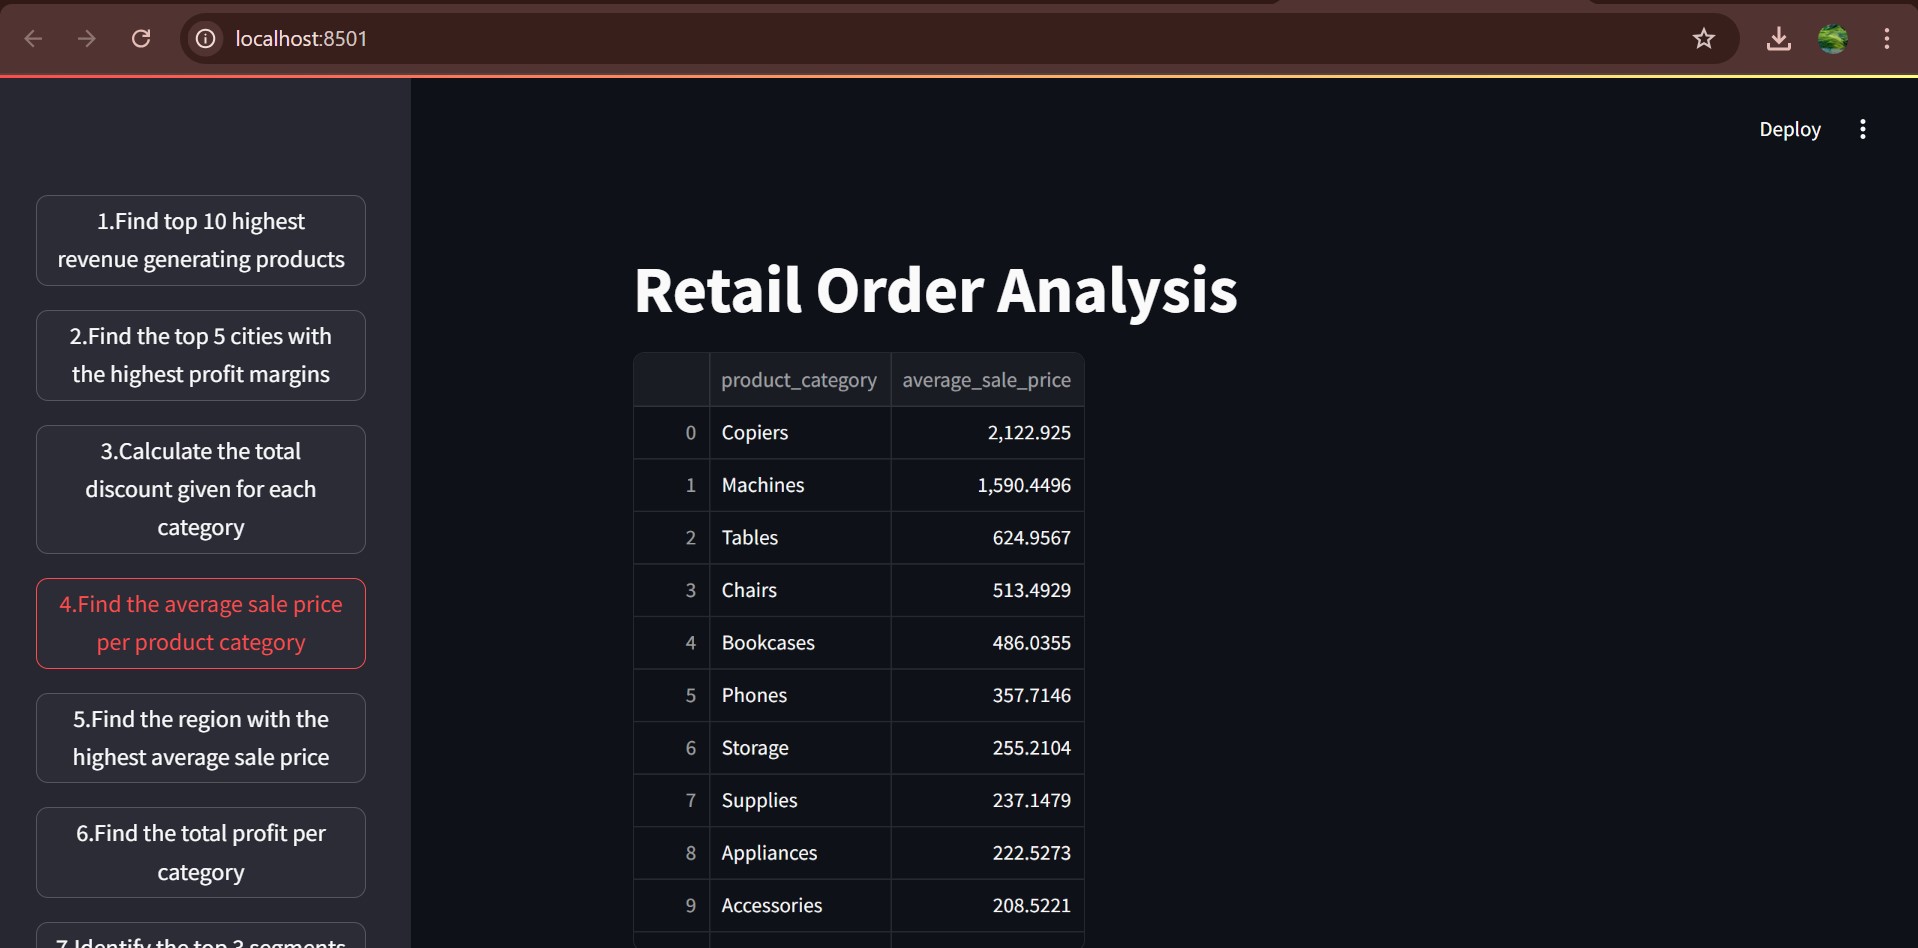 localhost:8501
Deploy
1.Find top 10 highest
revenue generating products
2.Find the top 5 cities with
the highest profit margins
3.Calculate the total
discount given for each
category
4.Find the average sale price
per product category
5.Find the region with the
highest average sale price
6.Find the total profit per
category
7.Identify the top 3 segments
Retail Order Analysis
product_category average_sale_price
0 Copiers 2,122.925
1 Machines 1,590.4496
2 Tables 624.9567
3 Chairs 513.4929
4 Bookcases 486.0355
5 Phones 357.7146
6 Storage 255.2104
7 Supplies 237.1479
8 Appliances 222.5273
9 Accessories 208.5221